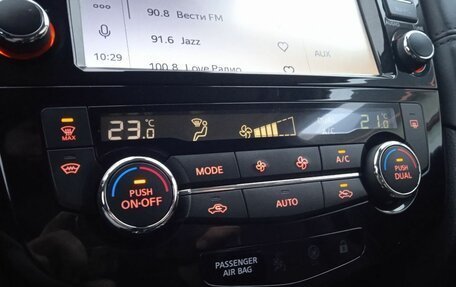 90.8 Вести FM
91.6 Jazz
10:29
AUX
100.8 Love Радио
23.0 °C
21.0 °C
MAX
MODE
A/C
PUSH
ON-OFF
AUTO
PUSH
DUAL
PASSENGER
AIR BAG